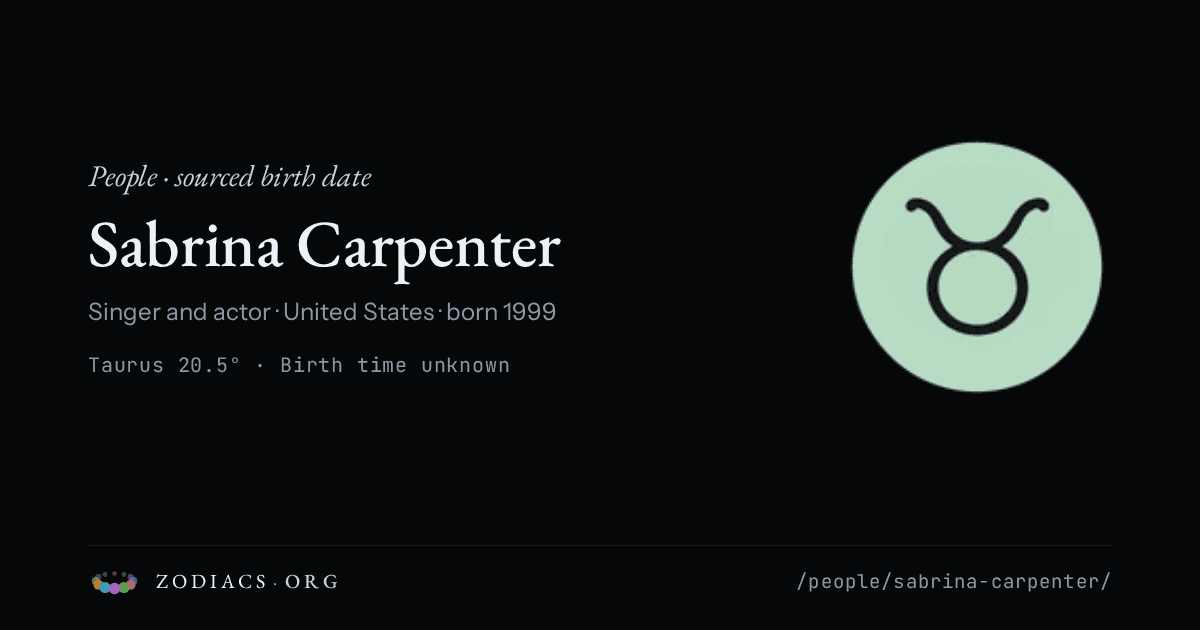 People · sourced birth date
Sabrina Carpenter
Singer and actor · United States · born 1999
Taurus 20.5° · Birth time unknown
ZODIACS·ORG
/people/sabrina-carpenter/